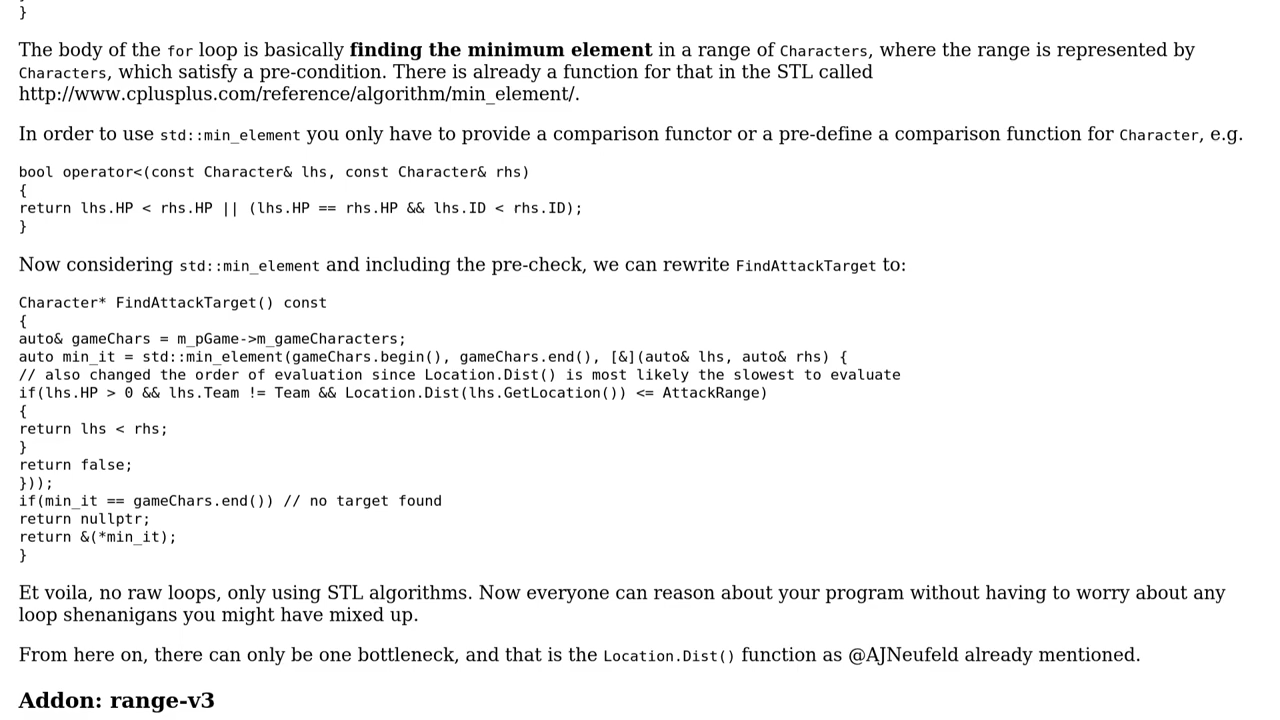 }
The body of the for loop is basically finding the minimum element in a range of Characters, where the range is represented by
Characters, which satisfy a pre-condition. There is already a function for that in the STL called
http://www.cplusplus.com/reference/algorithm/min_element/.
In order to use std::min_element you only have to provide a comparison functor or a pre-define a comparison function for Character, e.g.
bool operator<(const Character& lhs, const Character& rhs)
{
return lhs.HP < rhs.HP || (lhs.HP == rhs.HP && lhs.ID < rhs.ID);
}
Now considering std::min_element and including the pre-check, we can rewrite FindAttackTarget to:
Character* FindAttackTarget() const
{
auto& gameChars = m_pGame->m_gameCharacters;
auto min_it = std::min_element(gameChars.begin(), gameChars.end(), [&](auto& lhs, auto& rhs) {
// also changed the order of evaluation since Location.Dist() is most likely the slowest to evaluate
if(lhs.HP > 0 && lhs.Team != Team && Location.Dist(lhs.GetLocation()) <= AttackRange)
{
return lhs < rhs;
}
return false;
}));
if(min_it == gameChars.end()) // no target found
return nullptr;
return &(*min_it);
}
Et voila, no raw loops, only using STL algorithms. Now everyone can reason about your program without having to worry about any
loop shenanigans you might have mixed up.
From here on, there can only be one bottleneck, and that is the Location.Dist() function as @AJNeufeld already mentioned.
Addon: range-v3